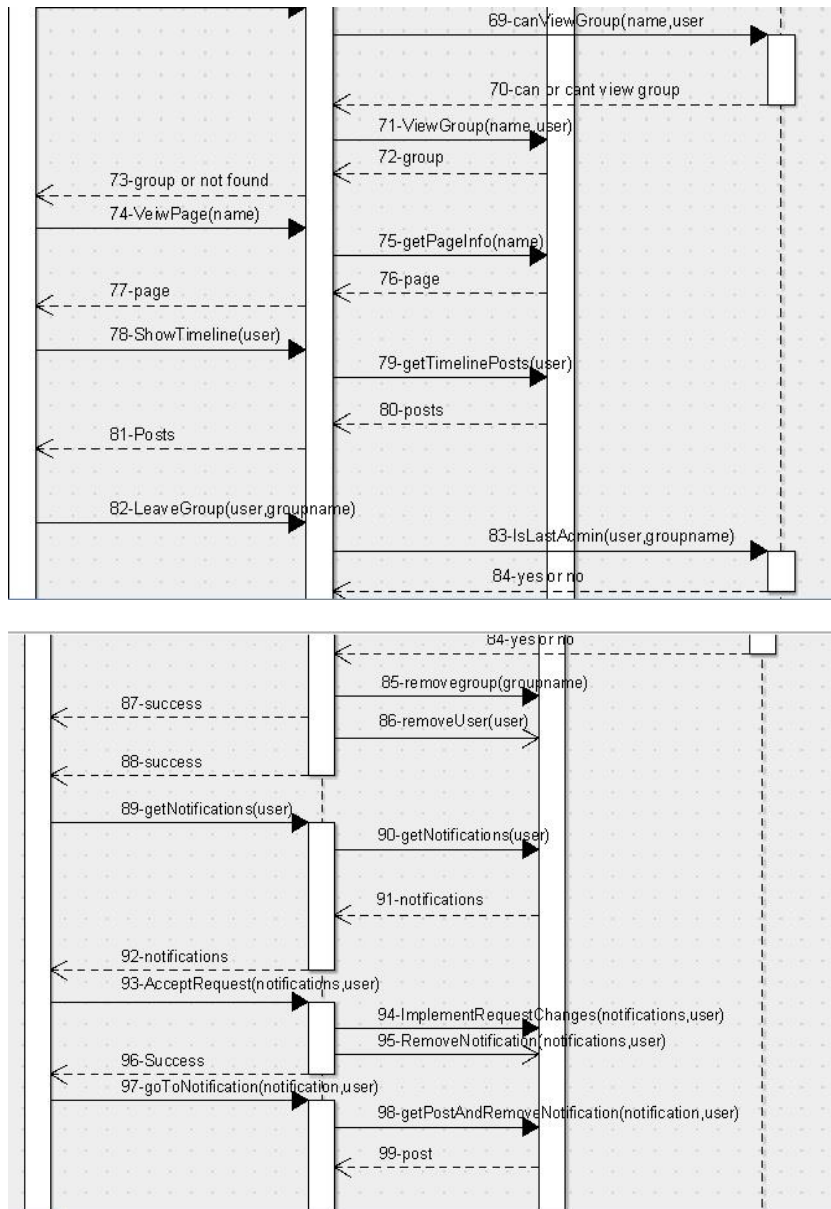 69-canViewGroup(name,user
70-can or cant view group
71-ViewGroup(name,user)
72-group
73-group or not found
74-VeiwPage(name)
75-getPageInfo(name)
76-page
77-page
78-ShowTimeline(user)
79-getTimelinePosts(user)
80-posts
81-Posts
82-LeaveGroup(user,groupname)
83-IsLastAdmin(user,groupname)
84-yes or no
84-yes or no
85-removegroup(groupname)
87-success
86-removeUser(user)
88-success
89-getNotifications(user)
90-getNotifications(user)
91-notifications
92-notifications
93-AcceptRequest(notifications,user)
94-ImplementRequestChanges(notifications,user)
95-RemoveNotification(notifications,user)
96-Success
97-goToNotification(notification,user)
98-getPostAndRemoveNotification(notification,user)
99-post